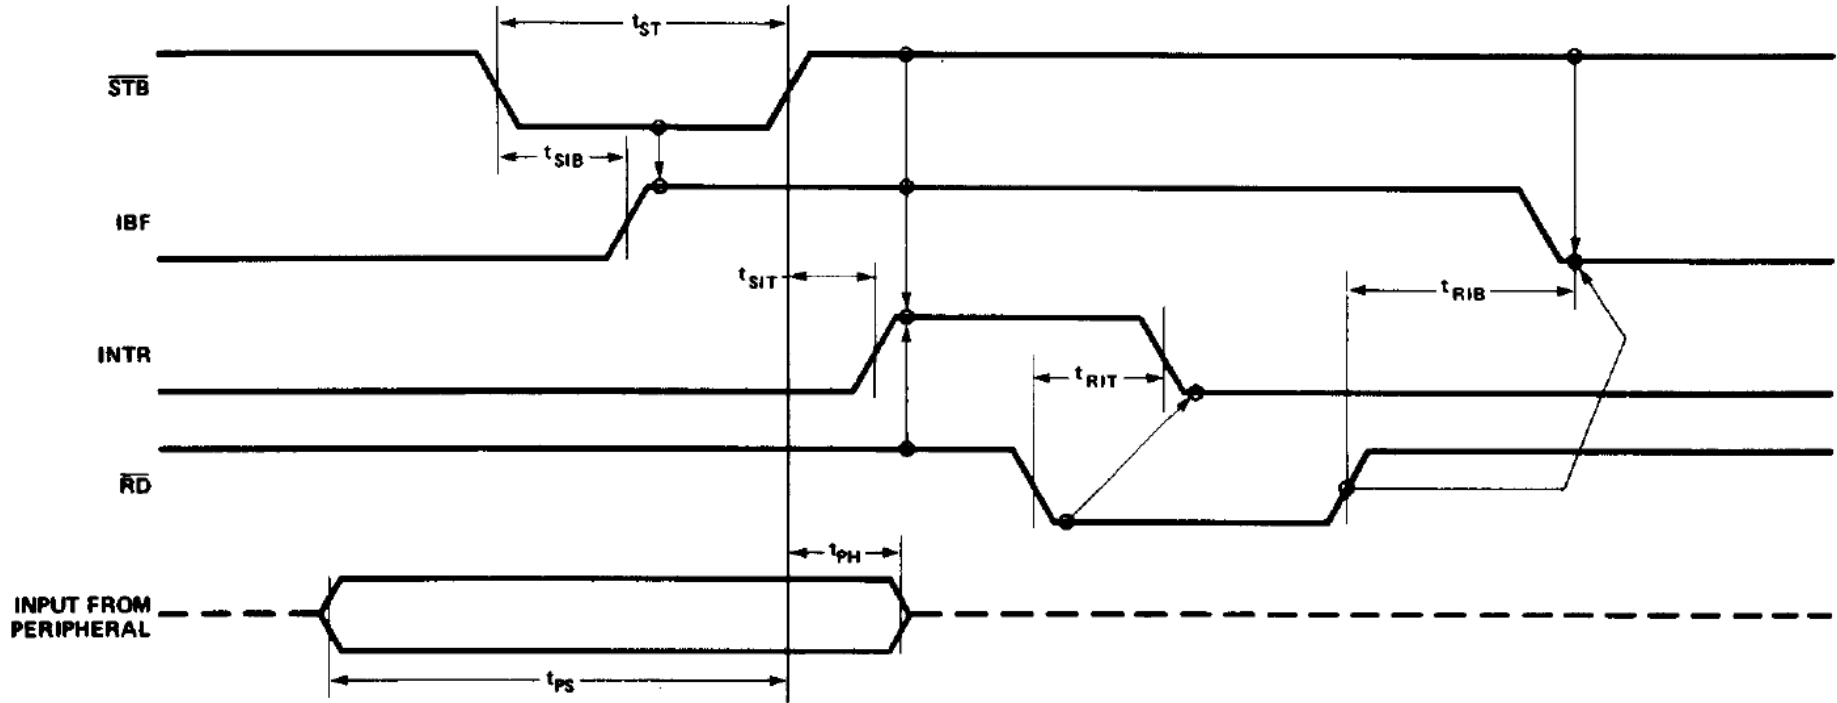 tST
STB
tSIB
IBF
tSIT
tRIB
INTR
tRIT
RD
tPH
INPUT FROM
PERIPHERAL
tPS